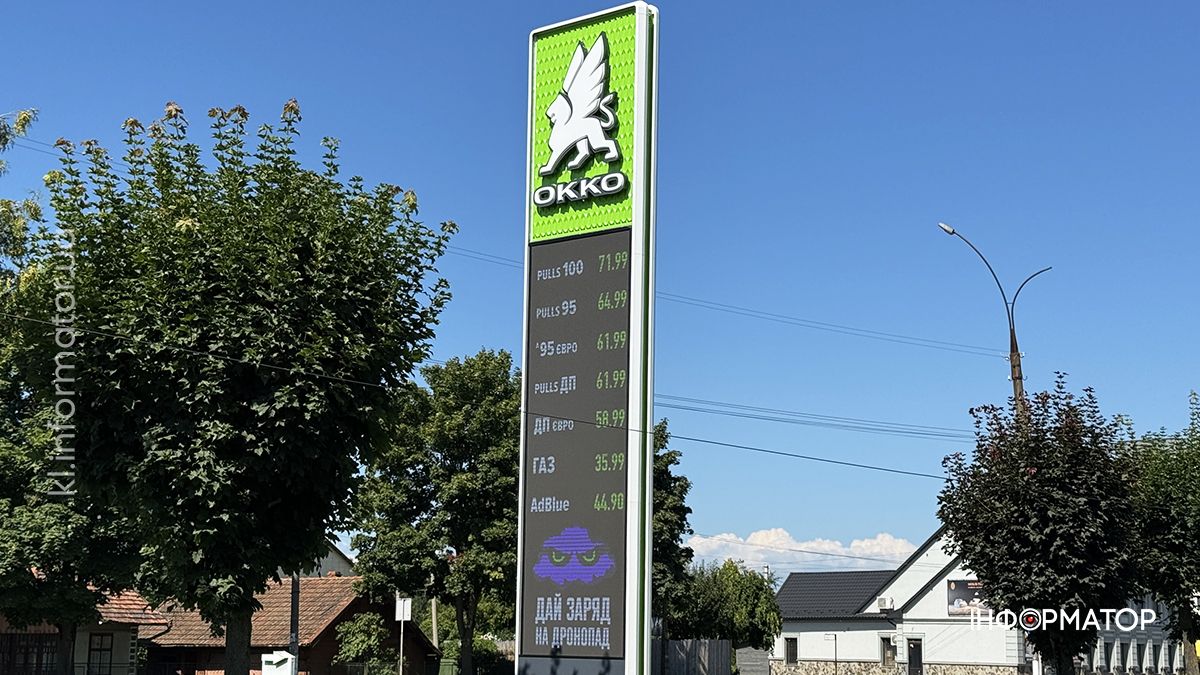 OKKO
PULLS 100 71.99
PULLS 95 64.99
А95 ЄВРО 61.99
PULLS ДП 61.99
ДП ЄВРО 58.99
ГАЗ 35.99
AdBlue 44.90
ДАЙ ЗАРЯД
НА ДРОНОПАД
ІНФОРМАТОР
kl.informator.ua